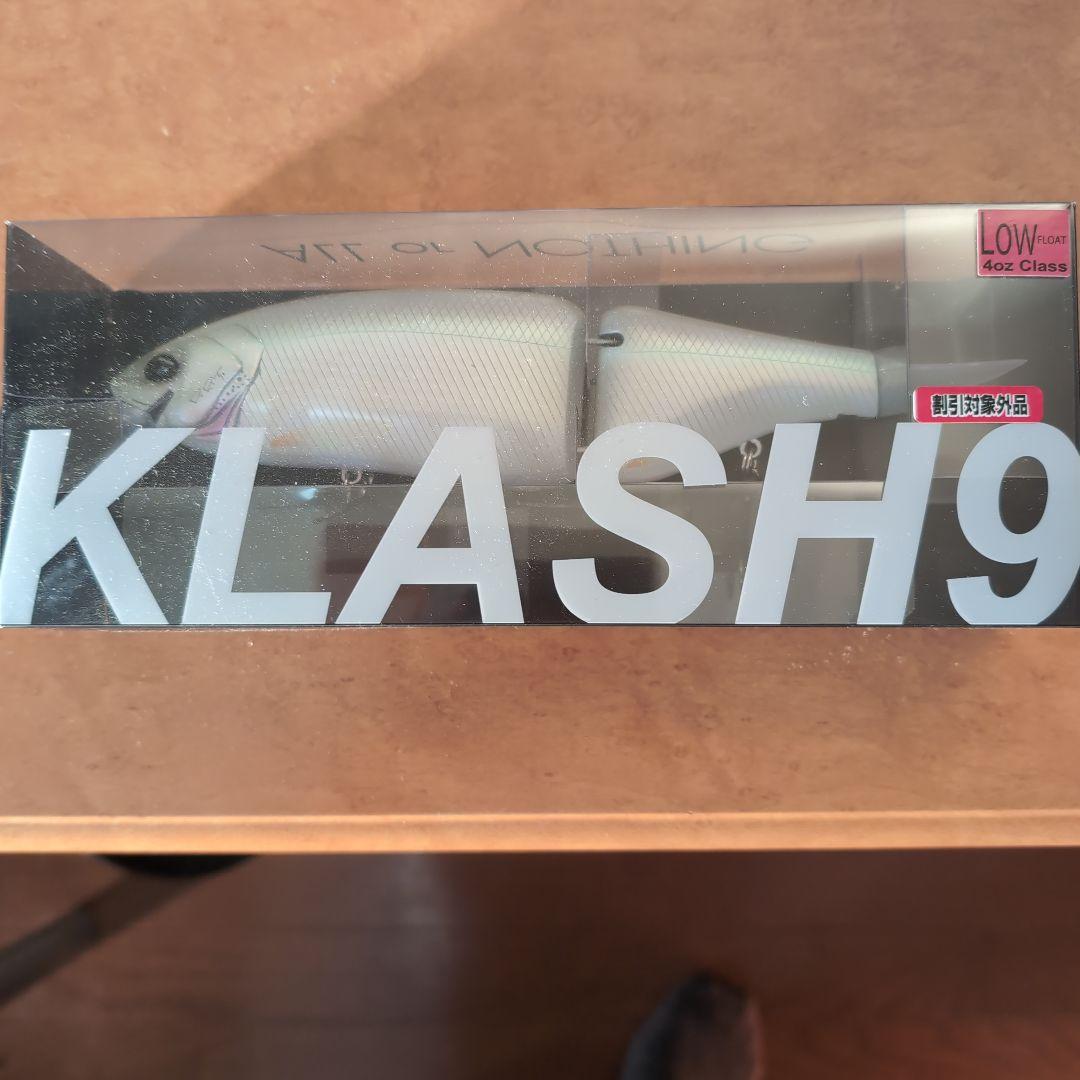 ALL or NOTHING
LOW FLOAT
4oz Class
割引対象外品
KLASH9